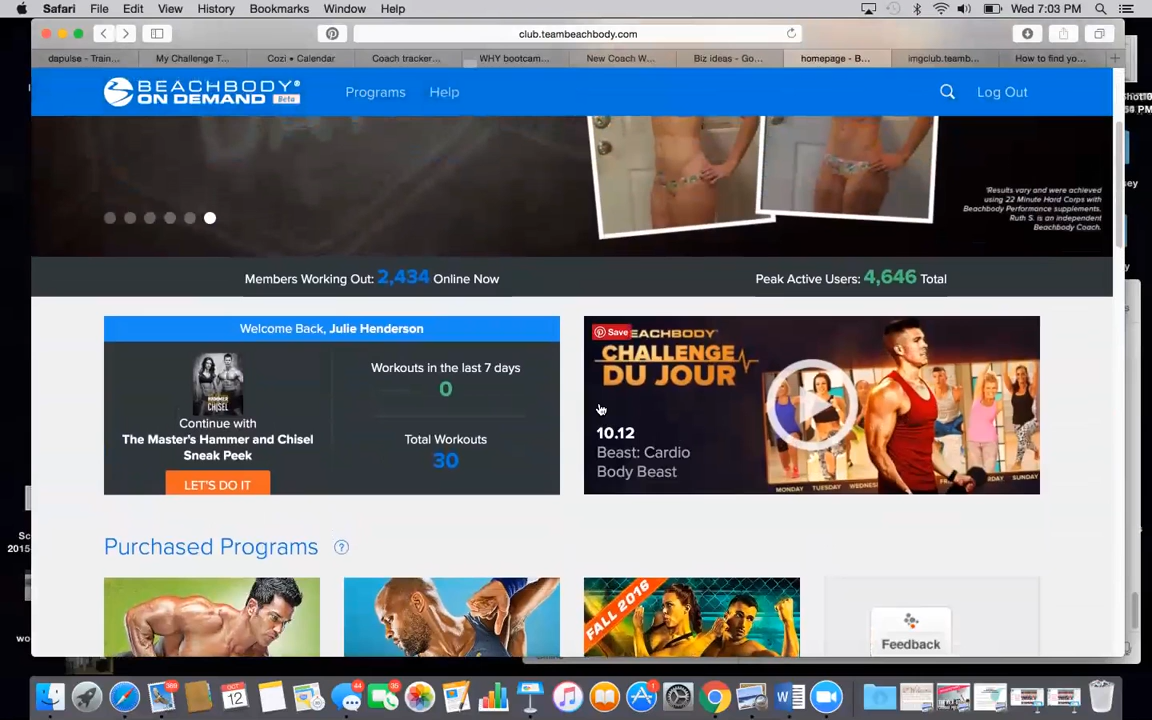 Safari File Edit View History Bookmarks Window Help
Wed 7:03 PM
club.teambeachbody.com
dapulse - Train...
My Challenge T...
Cozi • Calendar
Coach tracker...
WHY bootcam...
New Coach W...
Biz ideas - Go...
homepage - B...
imgclub.teamb...
How to find yo...
BEACHBODY®
ON DEMAND Beta
Programs
Help
Log Out
*Results vary and were achieved
using 22 Minute Hard Corps with
Beachbody Performance supplements.
Ruth S. is an independent
Beachbody Coach.
Members Working Out: 2,434 Online Now
Peak Active Users: 4,646 Total
Welcome Back, Julie Henderson
HAMMER
CHISEL
Continue with
The Master's Hammer and Chisel
Sneak Peek
LET'S DO IT
Workouts in the last 7 days
0
Total Workouts
30
Save
EACHBODY
CHALLENGE
DU JOUR
10.12
Beast: Cardio
Body Beast
MONDAY
TUESDAY
SUNDAY
Purchased Programs ?
FALL 2016
Feedback
OCT
12
W